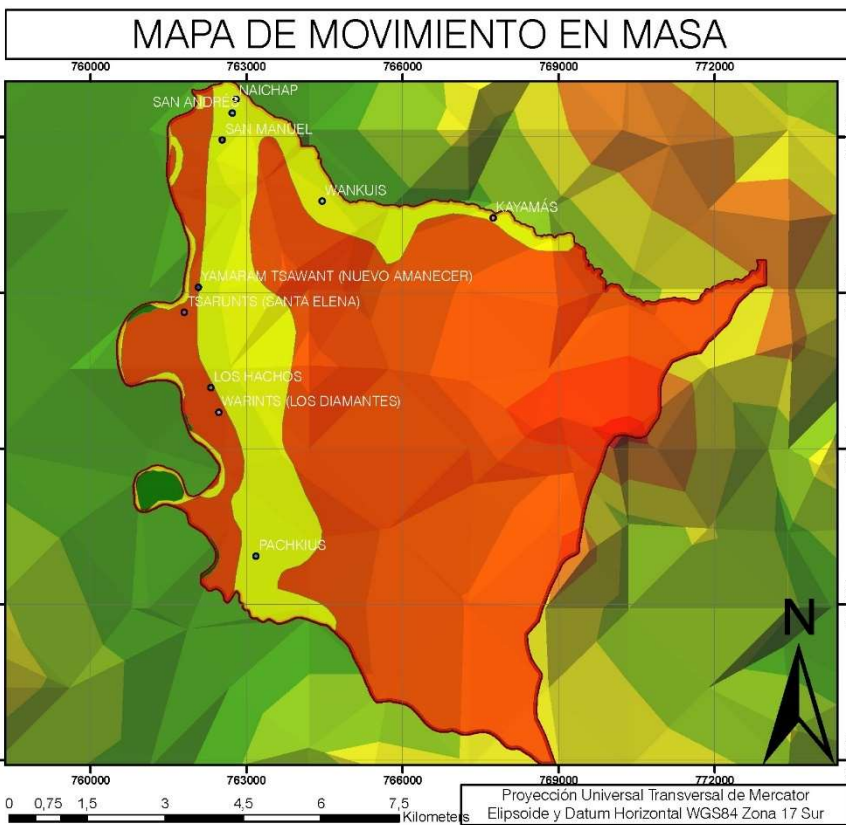 MAPA DE MOVIMIENTO EN MASA
760000 763000 766000 769000 772000
NAICHAP
SAN ANDRÉS
SAN MANUEL
WANKUIS
KAYAMÁS
YAMARAM TSAWANT (NUEVO AMANECER)
TSARUNTS (SANTA ELENA)
LOS HACHOS
WARINTS (LOS DIAMANTES)
PACHKIUS
N
760000 763000 766000 769000 772000
0 0,75 1,5 3 4,5 6 7,5
Kilometers
Proyección Universal Transversal de Mercator
Elipsoide y Datum Horizontal WGS84 Zona 17 Sur